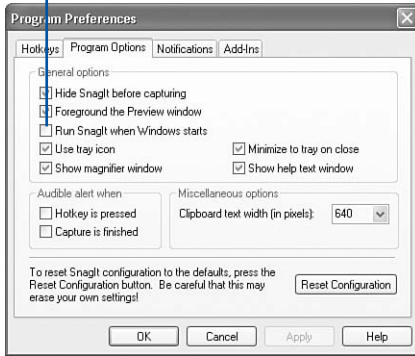 Program Preferences
Hotkeys Program Options Notifications Add-Ins
General options
Hide SnagIt before capturing
Foreground the Preview window
Run SnagIt when Windows starts
Use tray icon
Minimize to tray on close
Show magnifier window
Show help text window
Audible alert when
Hotkey is pressed
Capture is finished
Miscellaneous options
Clipboard text width (in pixels): 640
To reset SnagIt configuration to the defaults, press the
Reset Configuration button. Be careful that this may
erase your own settings!
Reset Configuration
OK Cancel Apply Help